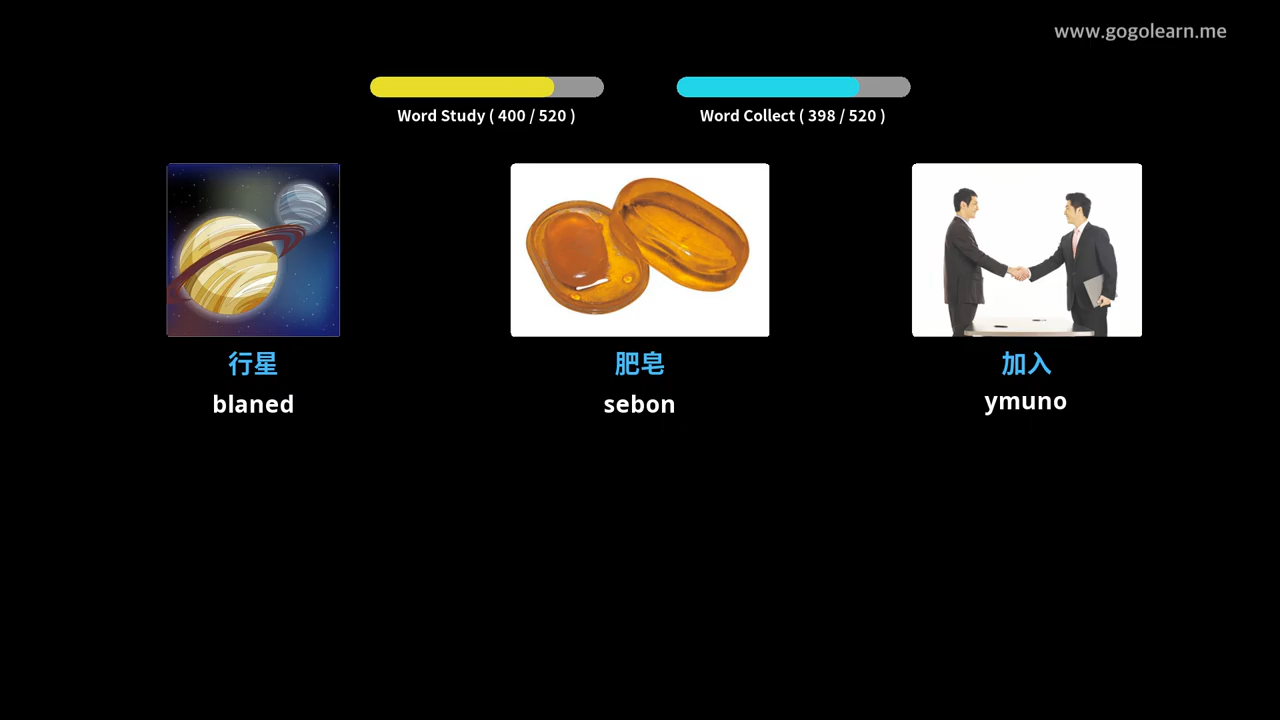 www.gogolearn.me
Word Study ( 400 / 520 )
Word Collect ( 398 / 520 )
行星
肥皂
加入
blaned
sebon
ymuno